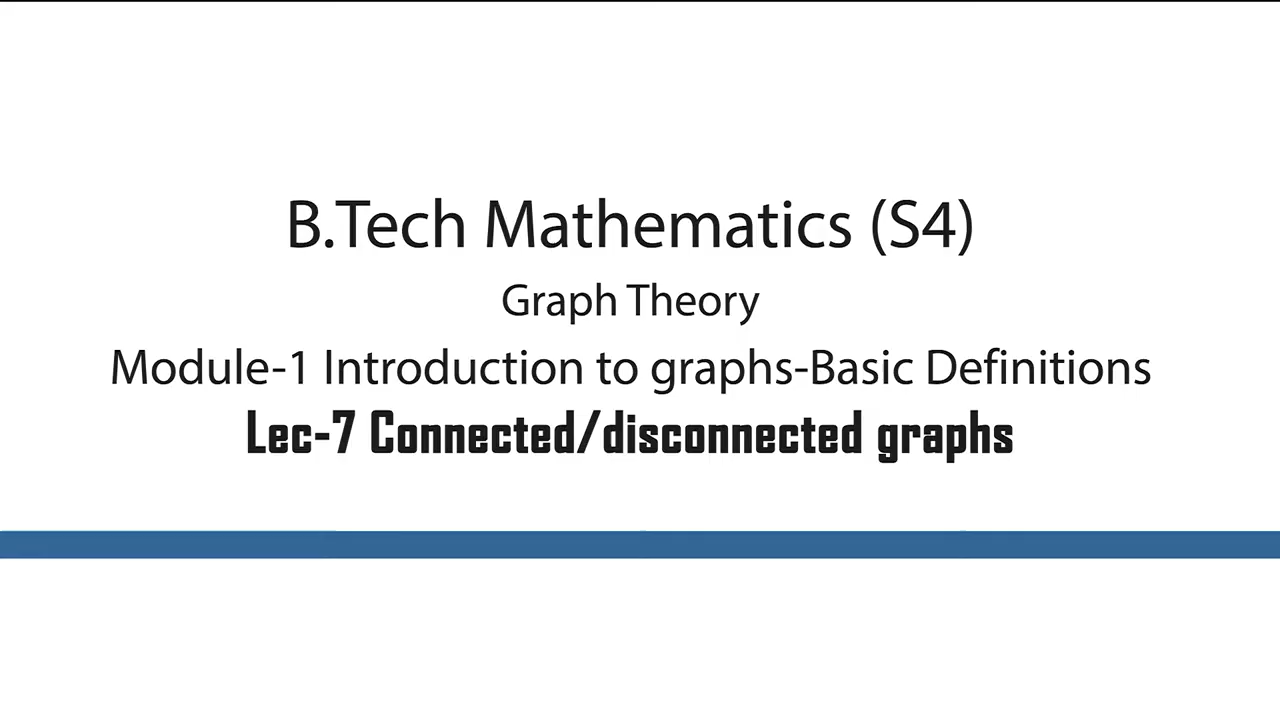 B.Tech Mathematics (S4)
Graph Theory
Module-1 Introduction to graphs-Basic Definitions
Lec-7 Connected/disconnected graphs